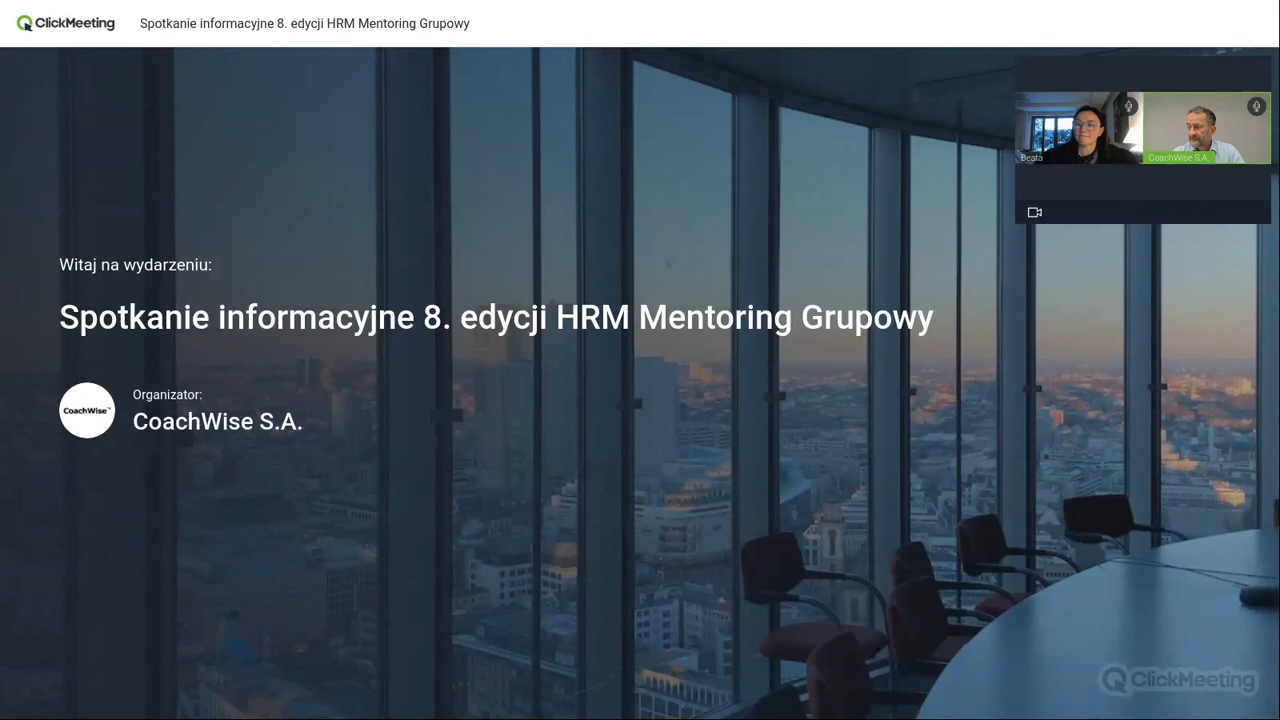 ClickMeeting
Spotkanie informacyjne 8. edycji HRM Mentoring Grupowy
Beata
CoachWise S.A.
Witaj na wydarzeniu:
Spotkanie informacyjne 8. edycji HRM Mentoring Grupowy
CoachWise
Organizator:
CoachWise S.A.
ClickMeeting